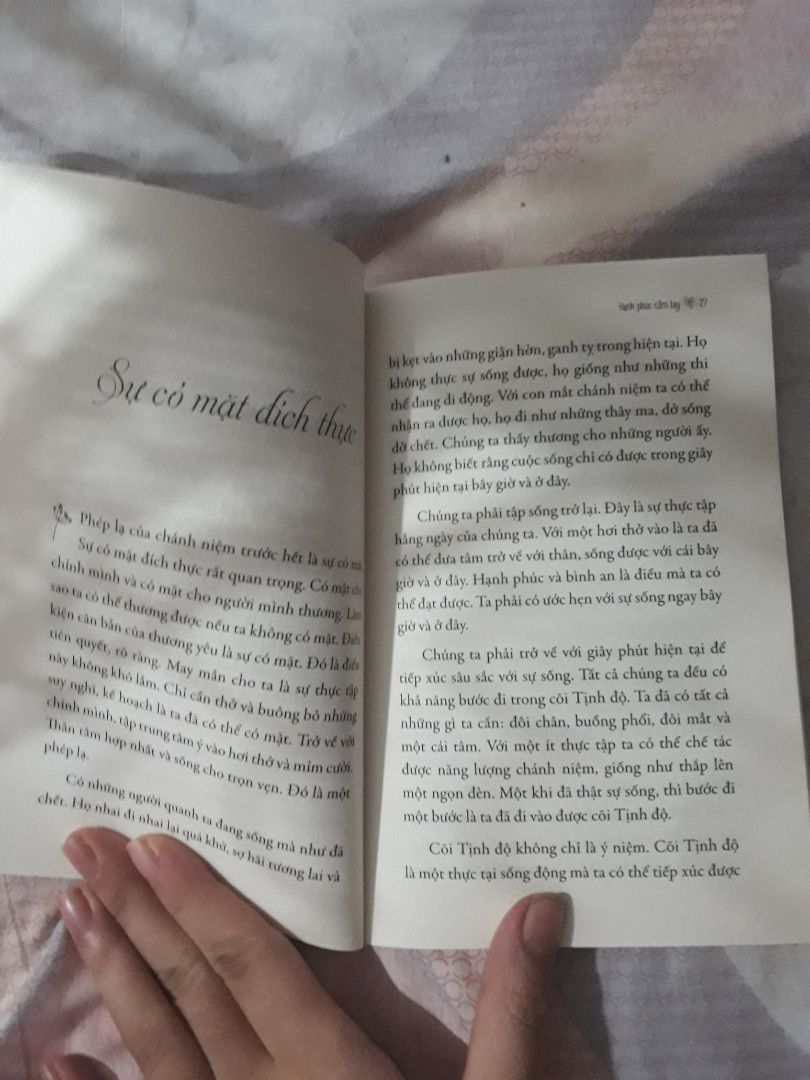 Sự có mặt đích thực
Phép lạ của chánh niệm trước hết là sự có mặt.
Sự có mặt đích thực rất quan trọng. Có mặt cho
chính mình và có mặt cho người mình thương. Làm
sao ta có thể thương được nếu ta không có mặt. Điều
kiện căn bản của thương yêu là sự có mặt. Đó là điều
tiên quyết, rõ ràng. May mắn cho ta là sự thực tập
này không khó lắm. Chỉ cần thở và buông bỏ những
suy nghĩ, kế hoạch là ta đã có thể có mặt. Trở về với
chính mình, tập trung tâm ý vào hơi thở và mỉm cười.
Thân tâm hợp nhất và sống cho trọn vẹn. Đó là một
phép lạ.
Có những người quanh ta đang sống mà như đã
chết. Họ nhai đi nhai lại quá khứ, sợ hãi tương lai và
Hạnh phúc cầm tay 27
bị kẹt vào những giận hờn, ganh tỵ trong hiện tại. Họ
không thực sự sống được, họ giống như những thi
thể đang di động. Với con mắt chánh niệm ta có thể
nhận ra được họ, họ đi như những thây ma, dở sống
dở chết. Chúng ta thấy thương cho những người ấy.
Họ không biết rằng cuộc sống chỉ có được trong giây
phút hiện tại bây giờ và ở đây.
Chúng ta phải tập sống trở lại. Đây là sự thực tập
hàng ngày của chúng ta. Với một hơi thở vào là ta đã
có thể đưa tâm trở về với thân, sống được với cái bây
giờ và ở đây. Hạnh phúc và bình an là điều mà ta có
thể đạt được. Ta phải có ước hẹn với sự sống ngay bây
giờ và ở đây.
Chúng ta phải trở về với giây phút hiện tại để
tiếp xúc sâu sắc với sự sống. Tất cả chúng ta đều có
khả năng bước đi trong cõi Tịnh độ. Ta đã có tất cả
những gì ta cần: đôi chân, buồng phổi, đôi mắt và
một cái tâm. Với một ít thực tập ta có thể chế tác
được năng lượng chánh niệm, giống như thắp lên
một ngọn đèn. Một khi đã thật sự sống, thì bước đi
một bước là ta đã đi vào được cõi Tịnh độ.
Cõi Tịnh độ không chỉ là ý niệm. Cõi Tịnh độ
là một thực tại sống động mà ta có thể tiếp xúc được